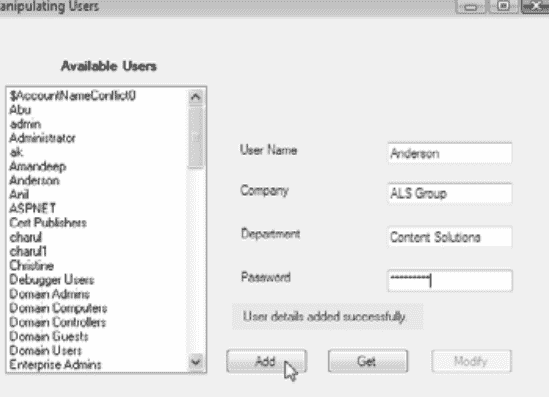 anipulating Users
Available Users
$AccountNameConflict0
Abu
admin
Administrator
ak
Amandeep
Anderson
Anil
ASPNET
Cert Publishers
charul
charul1
Christine
Debugger Users
Domain Admins
Domain Computers
Domain Controllers
Domain Guests
Domain Users
Enterprise Admins
User Name
Anderson
Company
ALS Group
Department
Content Solutions
Password
*********
User details added successfully.
Add
Get
Modify